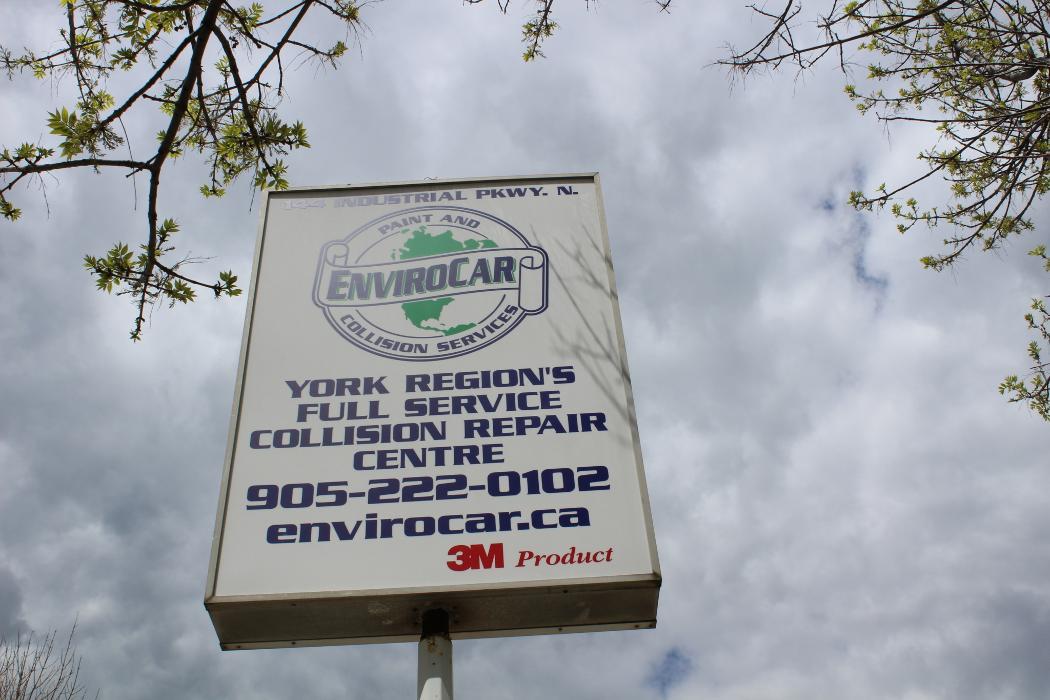 144 INDUSTRIAL PKWY. N.
PAINT AND
ENVIROCAR
COLLISION SERVICES
YORK REGION'S
FULL SERVICE
COLLISION REPAIR
CENTRE
905-222-0102
envirocar.ca
3M Product